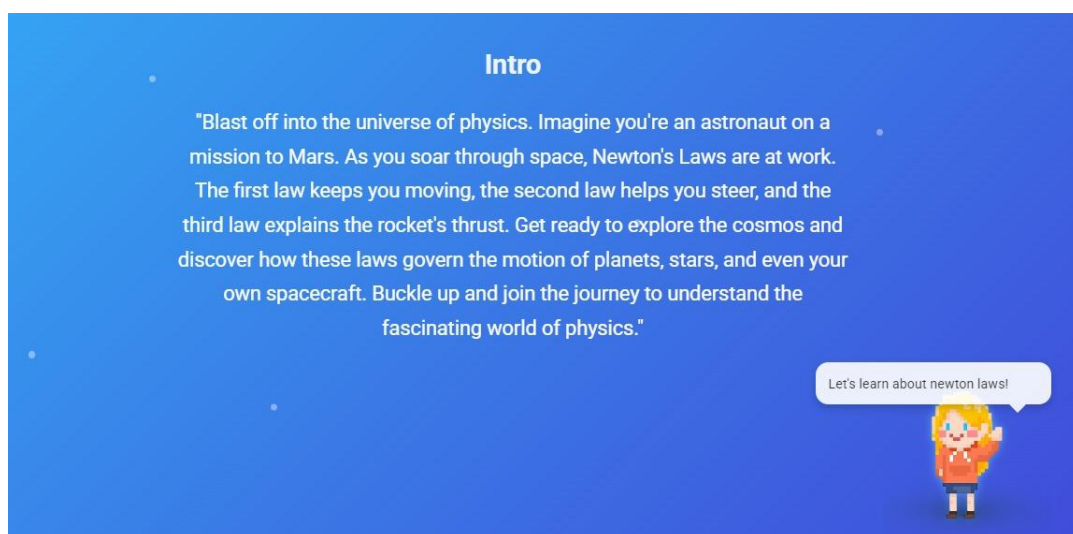 Intro
"Blast off into the universe of physics. Imagine you're an astronaut on a
mission to Mars. As you soar through space, Newton's Laws are at work.
The first law keeps you moving, the second law helps you steer, and the
third law explains the rocket's thrust. Get ready to explore the cosmos and
discover how these laws govern the motion of planets, stars, and even your
own spacecraft. Buckle up and join the journey to understand the
fascinating world of physics."
Let's learn about newton laws!